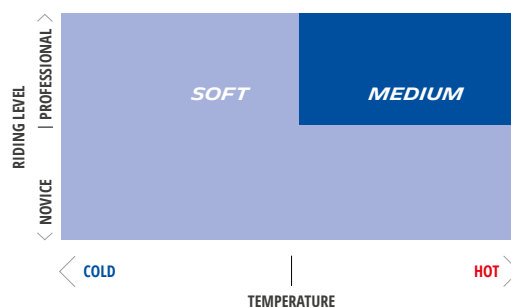 RIDING LEVEL
NOVICE | PROFESSIONAL
SOFT MEDIUM
COLD HOT
TEMPERATURE